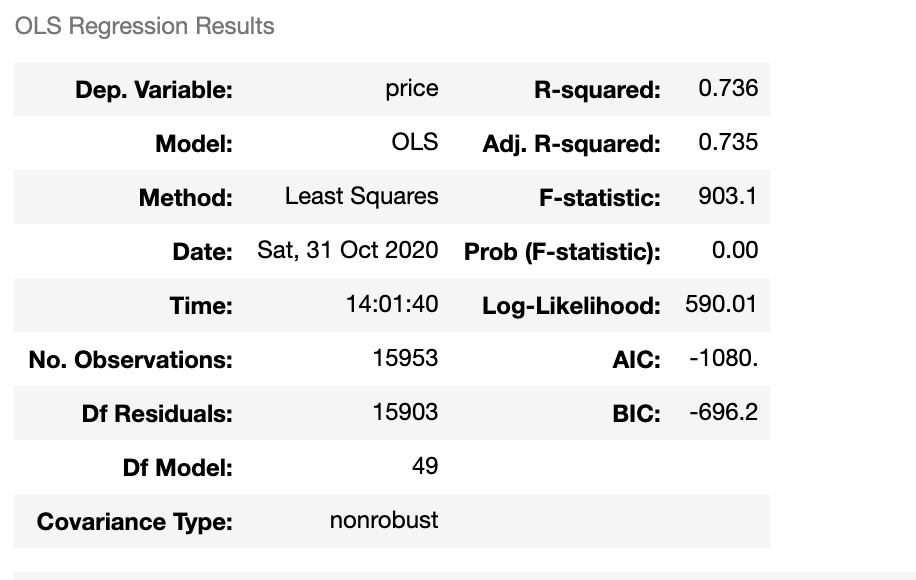 OLS Regression Results
Dep. Variable: price R-squared: 0.736
Model: OLS Adj. R-squared: 0.735
Method: Least Squares F-statistic: 903.1
Date: Sat, 31 Oct 2020 Prob (F-statistic): 0.00
Time: 14:01:40 Log-Likelihood: 590.01
No. Observations: 15953 AIC: -1080.
Df Residuals: 15903 BIC: -696.2
Df Model: 49
Covariance Type: nonrobust